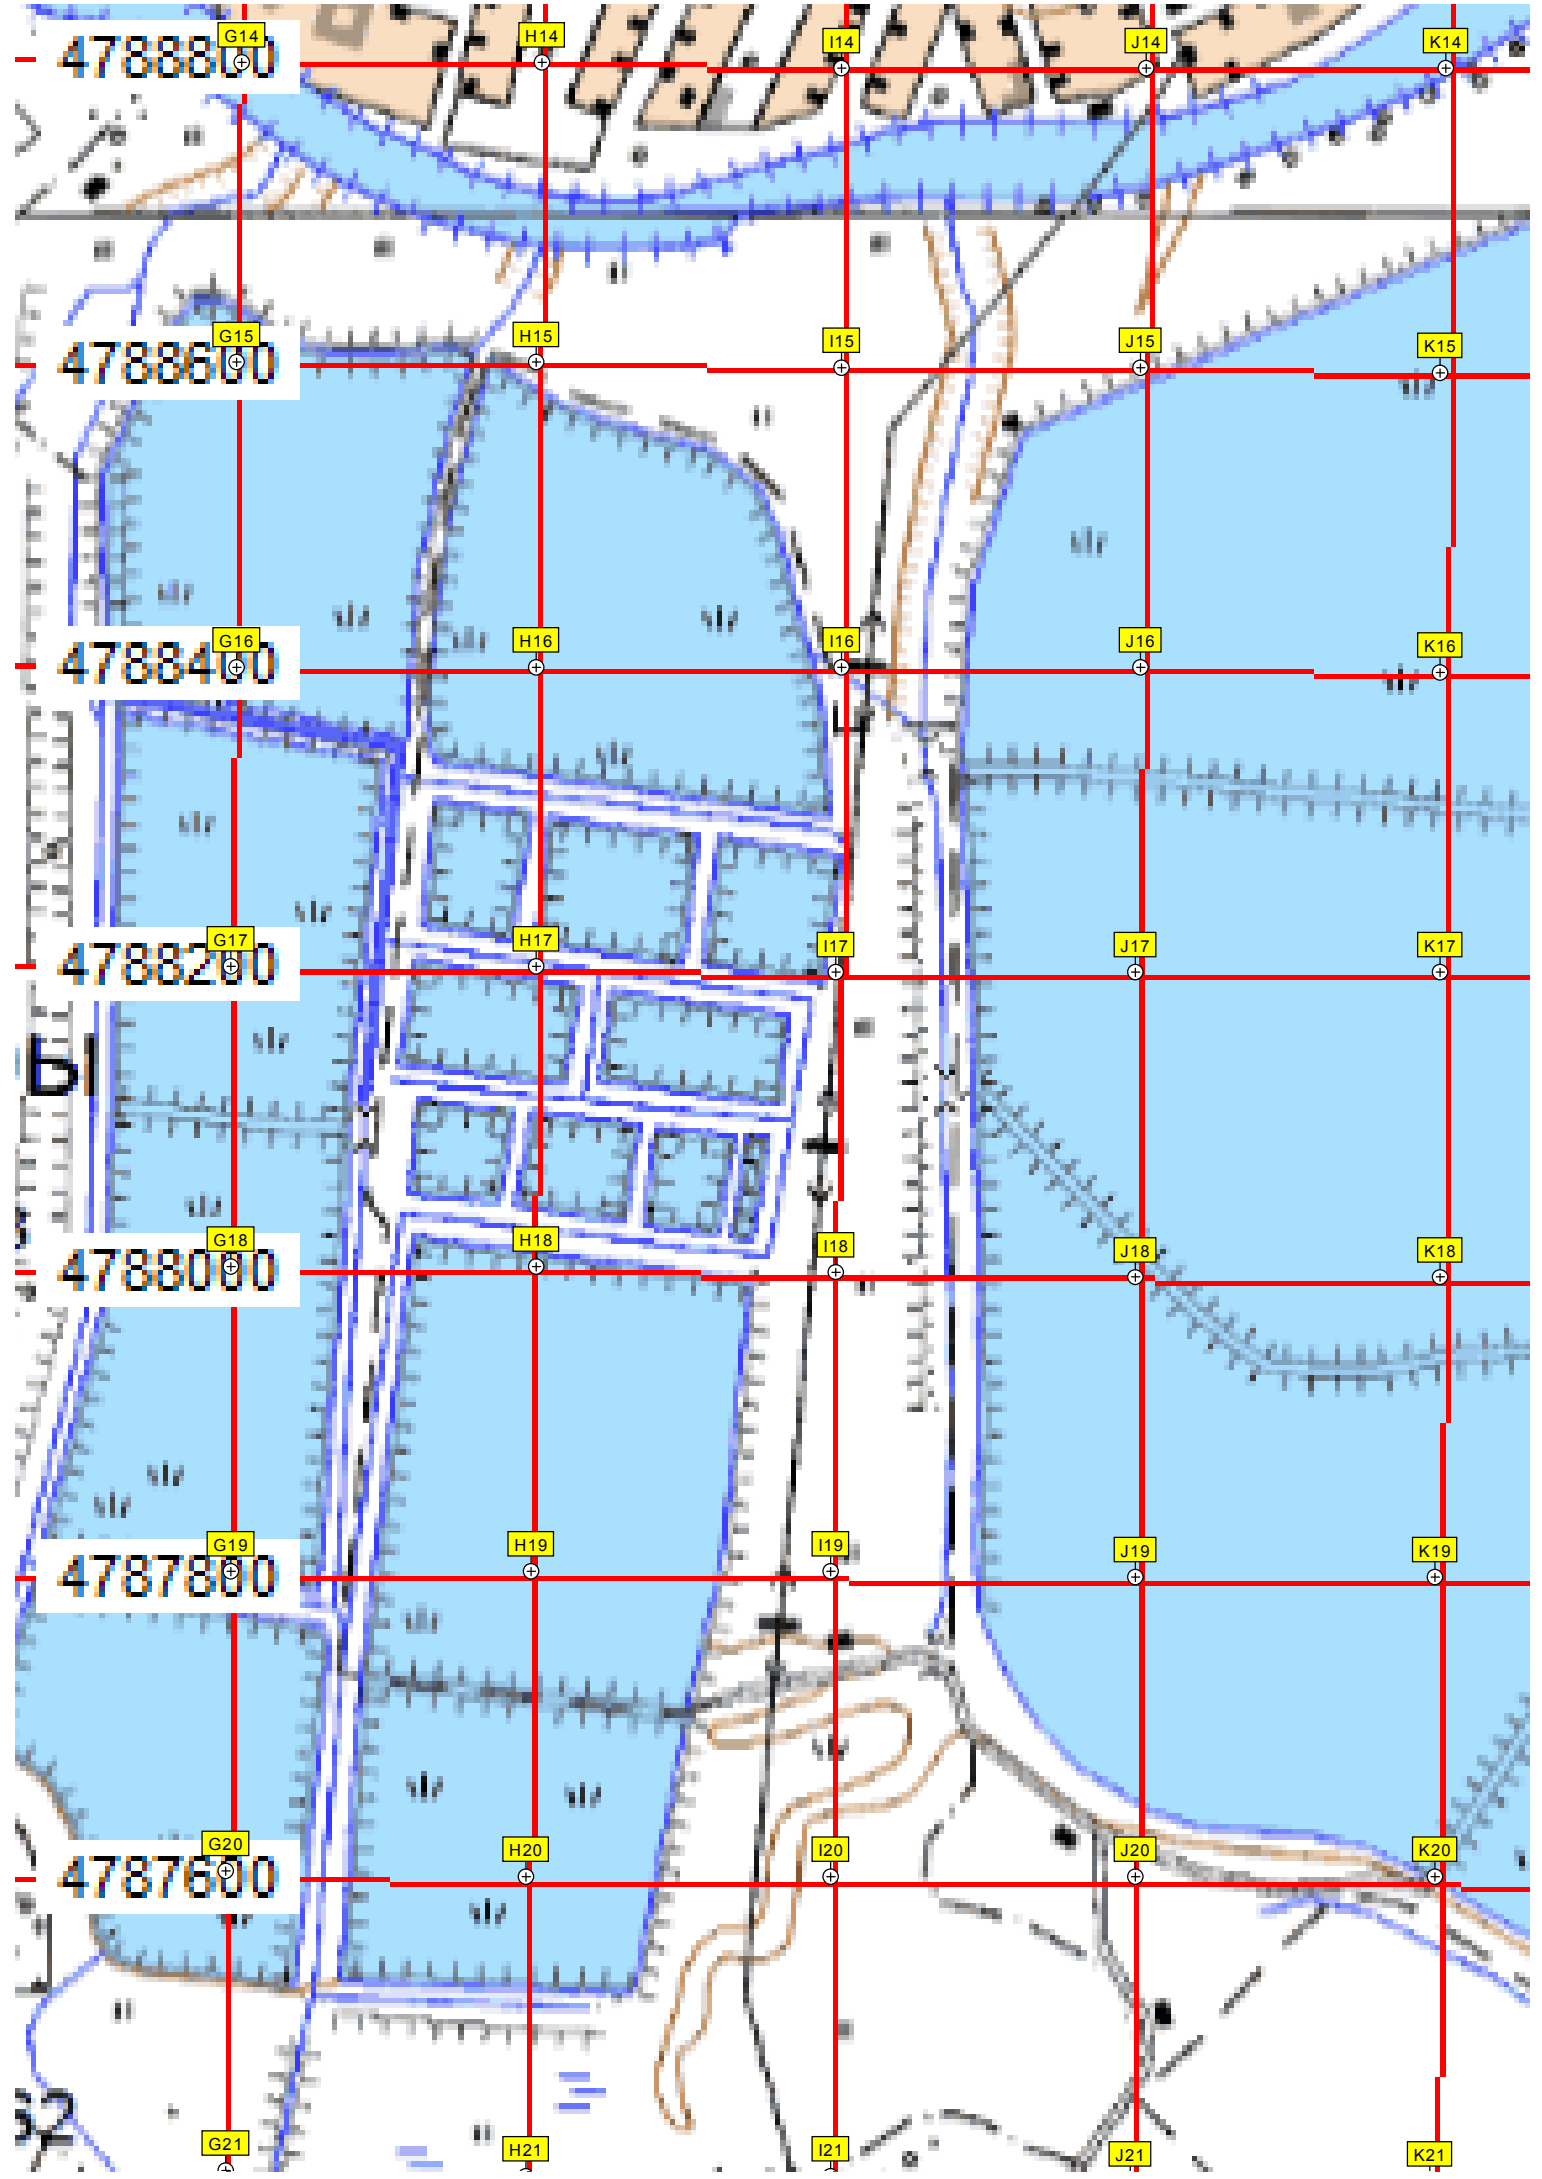 G14 H14 I14 J14 K14
4788800
G15 H15 I15 J15 K15
4788600
G16 H16 I16 J16 K16
4788400
G17 H17 I17 J17 K17
4788200
Ы
G18 H18 I18 J18 K18
4788000
G19 H19 I19 J19 K19
4787800
G20 H20 I20 J20 K20
4787600
62
G21 H21 I21 J21 K21